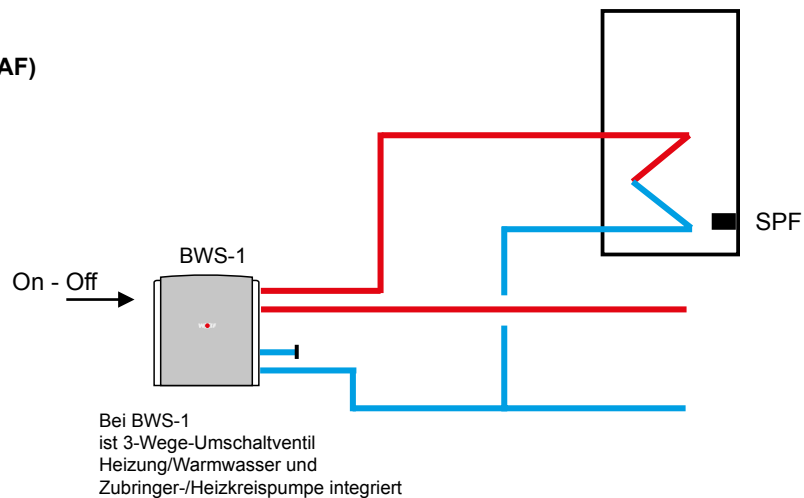 AF)
SPF
BWS-1
On - Off
Bei BWS-1
ist 3-Wege-Umschaltventil
Heizung/Warmwasser und
Zubringer-/Heizkreispumpe integriert